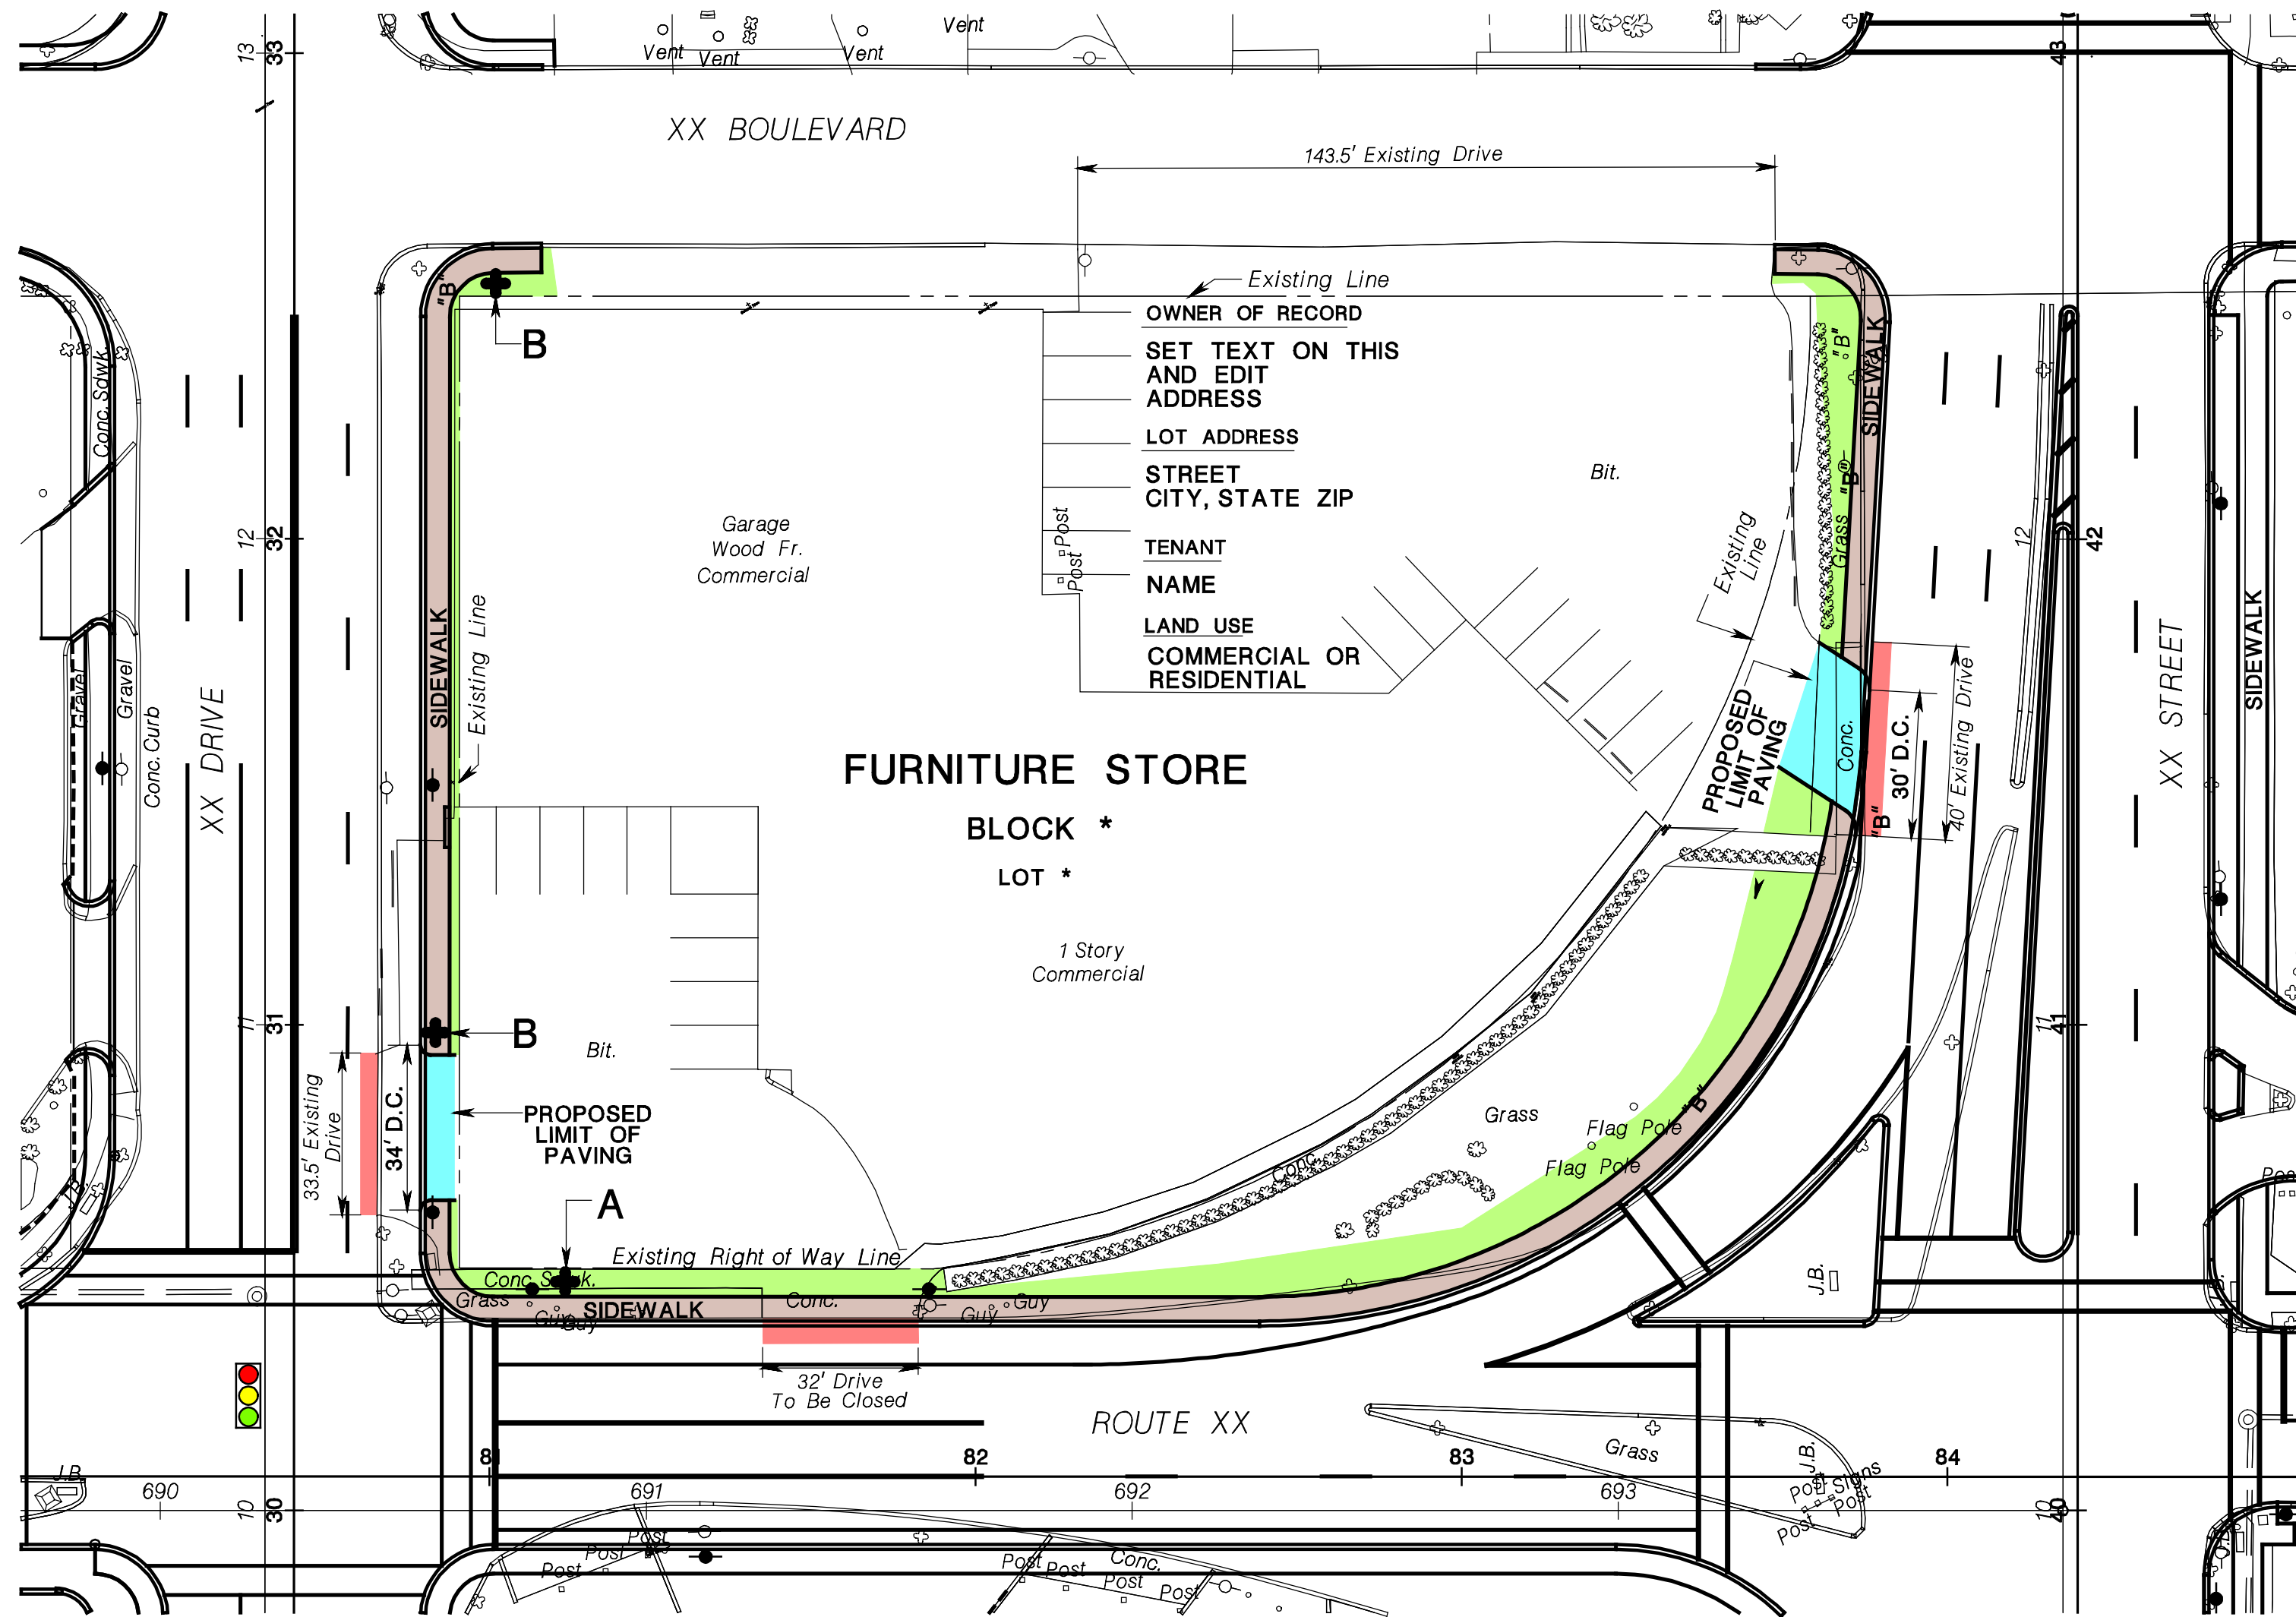 Vent
Vent
Vent
Vent
13
33
43
XX BOULEVARD
143.5' Existing Drive
Existing Line
"B"
B
OWNER OF RECORD
SET TEXT ON THIS
AND EDIT
ADDRESS
LOT ADDRESS
STREET
CITY, STATE ZIP
TENANT
NAME
LAND USE
COMMERCIAL OR
RESIDENTIAL
Post
Post
Bit.
"B"
SIDEWALK
"B"
Grass
Existing
Line
Conc. Sdwk.
12
32
12
42
Garage
Wood Fr.
Commercial
SIDEWALK
Existing Line
Gravel
Gravel
Conc. Curb
XX DRIVE
FURNITURE STORE
BLOCK *
LOT *
PROPOSED
LIMIT OF
PAVING
Conc.
"B"
30' D.C.
40' Existing Drive
XX STREET
SIDEWALK
1 Story
Commercial
11
31
11
41
B
Bit.
33.5' Existing
Drive
34' D.C.
PROPOSED
LIMIT OF
PAVING
A
Existing Right of Way Line
Conc. Sdwk.
Grass
Guy
Guy
SIDEWALK
Conc.
Guy
Guy
Conc.
Grass
Flag Pole
Flag Pole
"B"
J.B.
J.B.
32' Drive
To Be Closed
ROUTE XX
Grass
J.B.
Post
Signs
Post
Post
81
82
83
84
J.B.
690
691
692
693
10
30
10
40
Post
Post
Post
Post
Post
Post
Post
Conc.